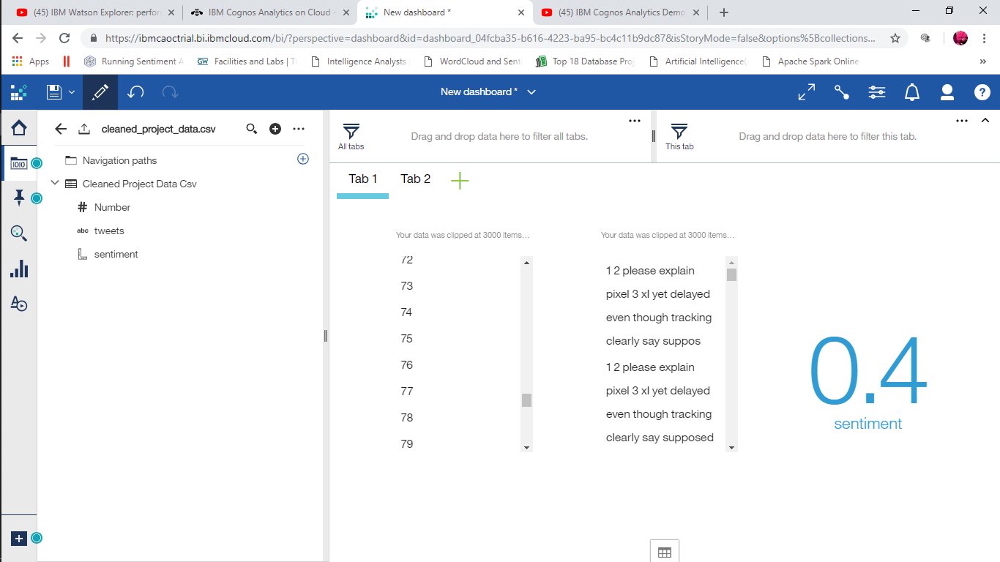 (45) IBM Watson Explorer: perfor
IBM Cognos Analytics on Cloud -
New dashboard *
(45) IBM Cognos Analytics Demo
https://ibmcaoctrial.bi.ibmcloud.com/bi/?perspective=dashboard&id=dashboard_04fcba35-b616-4223-ba95-bc4c11b9dc87&isStoryMode=false&options%5Bcollections...
Apps
Running Sentiment A
GW
Facilities and Labs | T
Intelligence Analysts
WordCloud and Senti
Top 18 Database Proj
Artificial Intelligence(
Apache Spark Online
»
New dashboard *
?
cleaned_project_data.csv
Navigation paths
Cleaned Project Data Csv
# Number
abc tweets
sentiment
All tabs
Drag and drop data here to filter all tabs.
This tab
Drag and drop data here to filter this tab.
Tab 1
Tab 2
Your data was clipped at 3000 items...
72
73
74
75
76
77
78
79
Your data was clipped at 3000 items...
1 2 please explain
pixel 3 xl yet delayed
even though tracking
clearly say suppos
1 2 please explain
pixel 3 xl yet delayed
even though tracking
clearly say supposed
0.4
sentiment